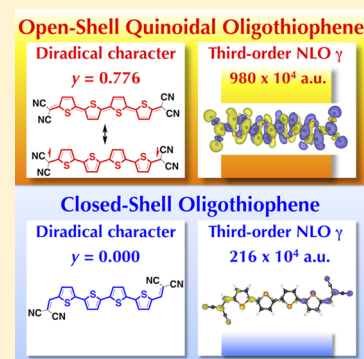 Open-Shell Quinoidal Oligothiophene
Diradical character
y = 0.776
Third-order NLO γ
980 x 10⁴ a.u.
NC
NC
S
S
S
S
CN
CN
NC
NC
S
S
S
S
CN
CN
Closed-Shell Oligothiophene
Diradical character
y = 0.000
Third-order NLO γ
216 x 10⁴ a.u.
NC
CN
S
S
S
S
CN
NC